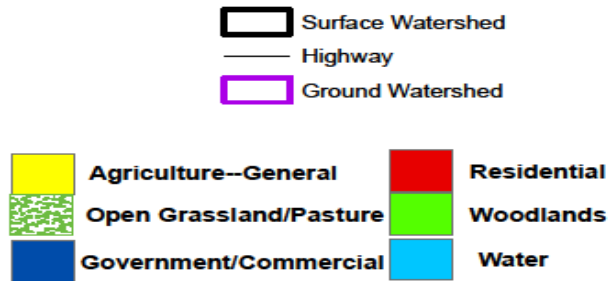 Surface Watershed
Highway
Ground Watershed
Agriculture--General
Residential
Open Grassland/Pasture
Woodlands
Government/Commercial
Water